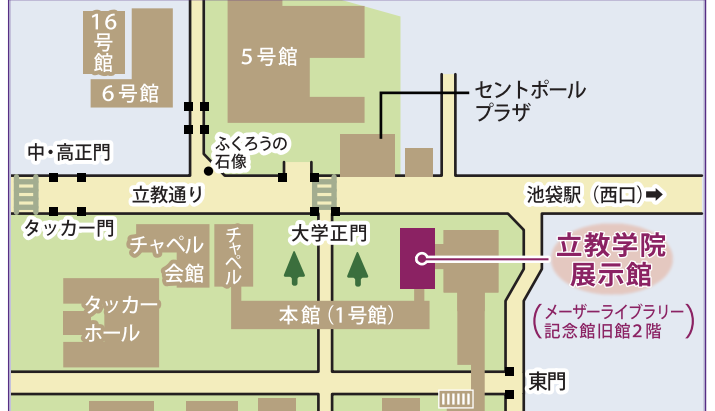 16
号
館
6号館
5号館
セントポール
プラザ
ふくろうの
石像
中・高正門
立教通り
池袋駅（西口）➡
タッカー門
チャペル
会館
チャペル
大学正門
立教学院
展示館
（メーザーライブラリー
記念館旧館2階）
タッカー
ホール
本館（1号館）
東門